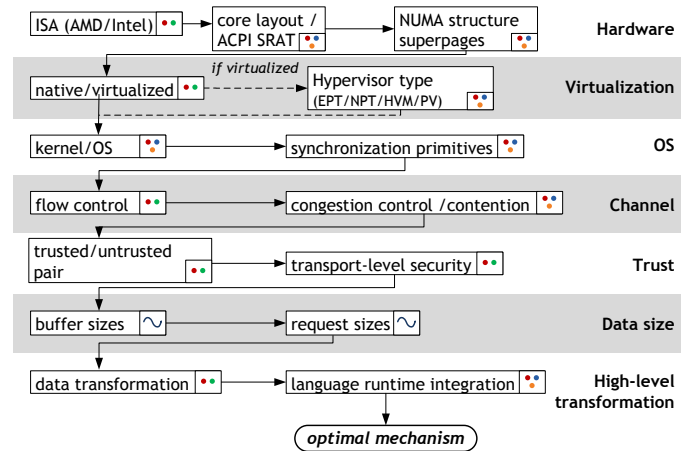 ISA (AMD/Intel)
core layout /
ACPI SRAT
NUMA structure
superpages
Hardware
native/virtualized
if virtualized
Hypervisor type
(EPT/NPT/HVM/PV)
Virtualization
kernel/OS
synchronization primitives
OS
flow control
congestion control /contention
Channel
trusted/untrusted
pair
transport-level security
Trust
buffer sizes
request sizes
Data size
data transformation
language runtime integration
High-level
transformation
optimal mechanism